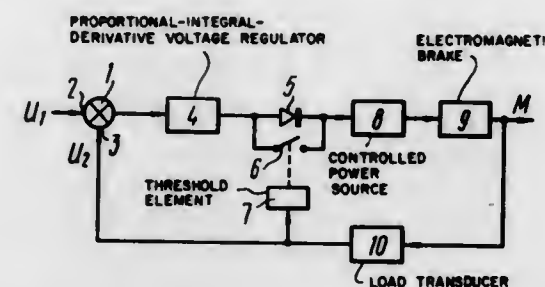 PROPORTIONAL-INTEGRAL-
DERIVATIVE VOLTAGE REGULATOR
ELECTROMAGNETI
BRAKE
1
2
5
U₁
4
8
9
M
3
U₂
6
CONTROLLED
POWER
SOURCE
THRESHOLD
ELEMENT
7
10
LOAD TRANSDUCER